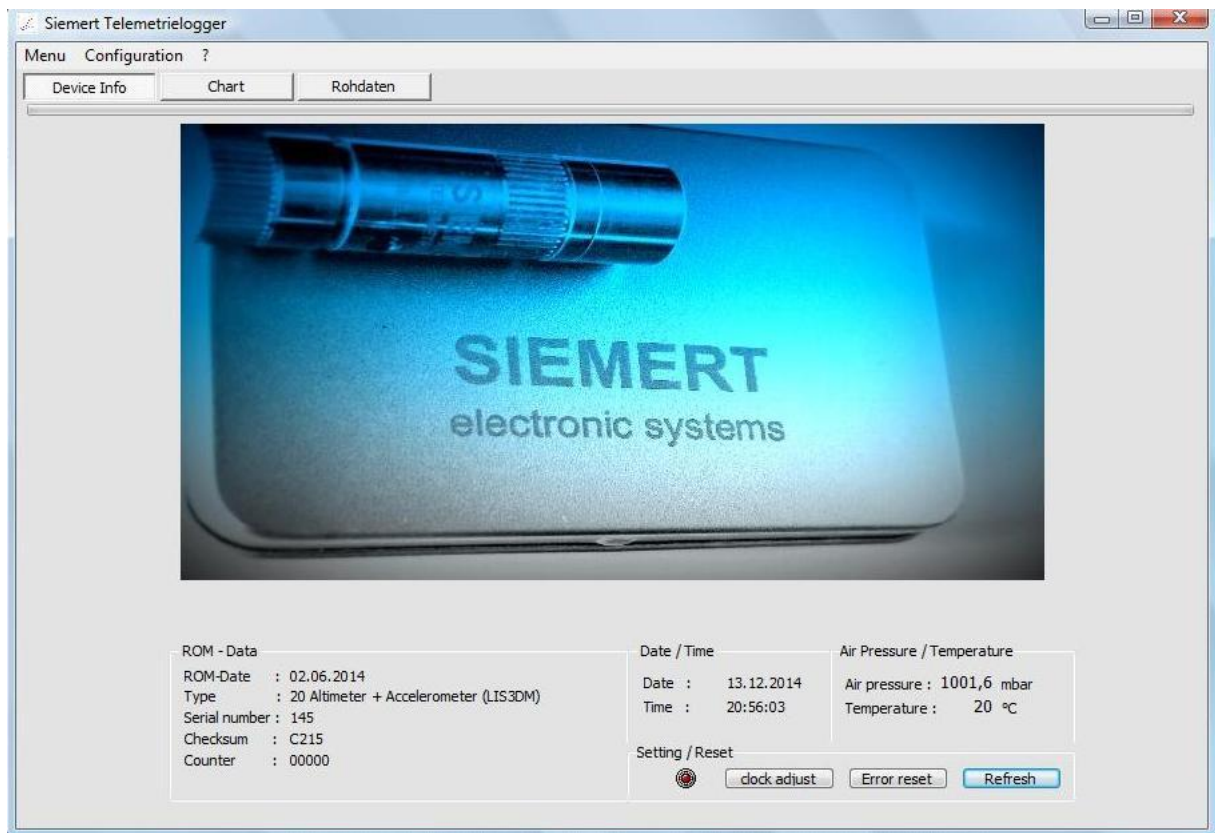 Siemert Telemetrielogger
Menu Configuration ?
Device Info Chart Rohdaten
SIEMERT
electronic systems
ROM - Data
ROM-Date : 02.06.2014
Type : 20 Altimeter + Accelerometer (LIS3DM)
Serial number : 145
Checksum : C215
Counter : 00000
Date / Time
Date : 13.12.2014
Time : 20:56:03
Air Pressure / Temperature
Air pressure : 1001,6 mbar
Temperature : 20 ºC
Setting / Reset
clock adjust Error reset Refresh